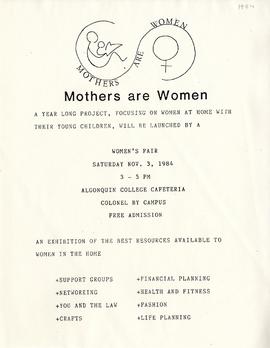 1984
MOTHERS ARE WOMEN
Mothers are Women
A YEAR LONG PROJECT, FOCUSING ON WOMEN AT HOME WITH
THEIR YOUNG CHILDREN, WILL BE LAUNCHED BY A
WOMEN'S FAIR
SATURDAY NOV. 3, 1984
3 - 5 PM
ALGONQUIN COLLEGE CAFETERIA
COLONEL BY CAMPUS
FREE ADMISSION
AN EXHIBITION OF THE BEST RESOURCES AVAILABLE TO
WOMEN IN THE HOME
+SUPPORT GROUPS +FINANCIAL PLANNING
+NETWORKING +HEALTH AND FITNESS
+YOU AND THE LAW +FASHION
+CRAFTS +LIFE PLANNING